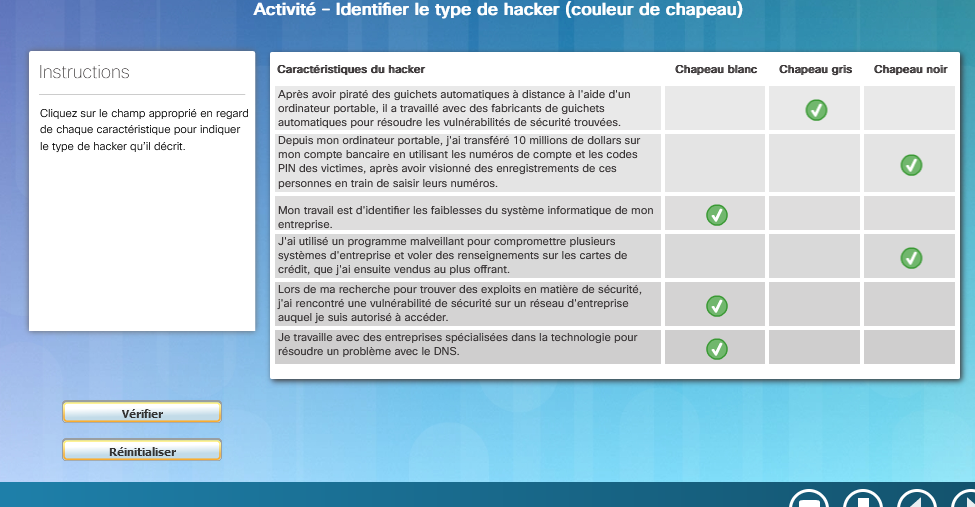 Activité – Identifier le type de hacker (couleur de chapeau)
Instructions
Cliquez sur le champ approprié en regard
de chaque caractéristique pour indiquer
le type de hacker qu'il décrit.
Caractéristiques du hacker
Chapeau blanc
Chapeau gris
Chapeau noir
Après avoir piraté des guichets automatiques à distance à l'aide d'un
ordinateur portable, il a travaillé avec des fabricants de guichets
automatiques pour résoudre les vulnérabilités de sécurité trouvées.
Depuis mon ordinateur portable, j'ai transféré 10 millions de dollars sur
mon compte bancaire en utilisant les numéros de compte et les codes
PIN des victimes, après avoir visionné des enregistrements de ces
personnes en train de saisir leurs numéros.
Mon travail est d'identifier les faiblesses du système informatique de mon
entreprise.
J'ai utilisé un programme malveillant pour compromettre plusieurs
systèmes d'entreprise et voler des renseignements sur les cartes de
crédit, que j'ai ensuite vendus au plus offrant.
Lors de ma recherche pour trouver des exploits en matière de sécurité,
j'ai rencontré une vulnérabilité de sécurité sur un réseau d'entreprise
auquel je suis autorisé à accéder.
Je travaille avec des entreprises spécialisées dans la technologie pour
résoudre un problème avec le DNS.
Vérifier
Réinitialiser